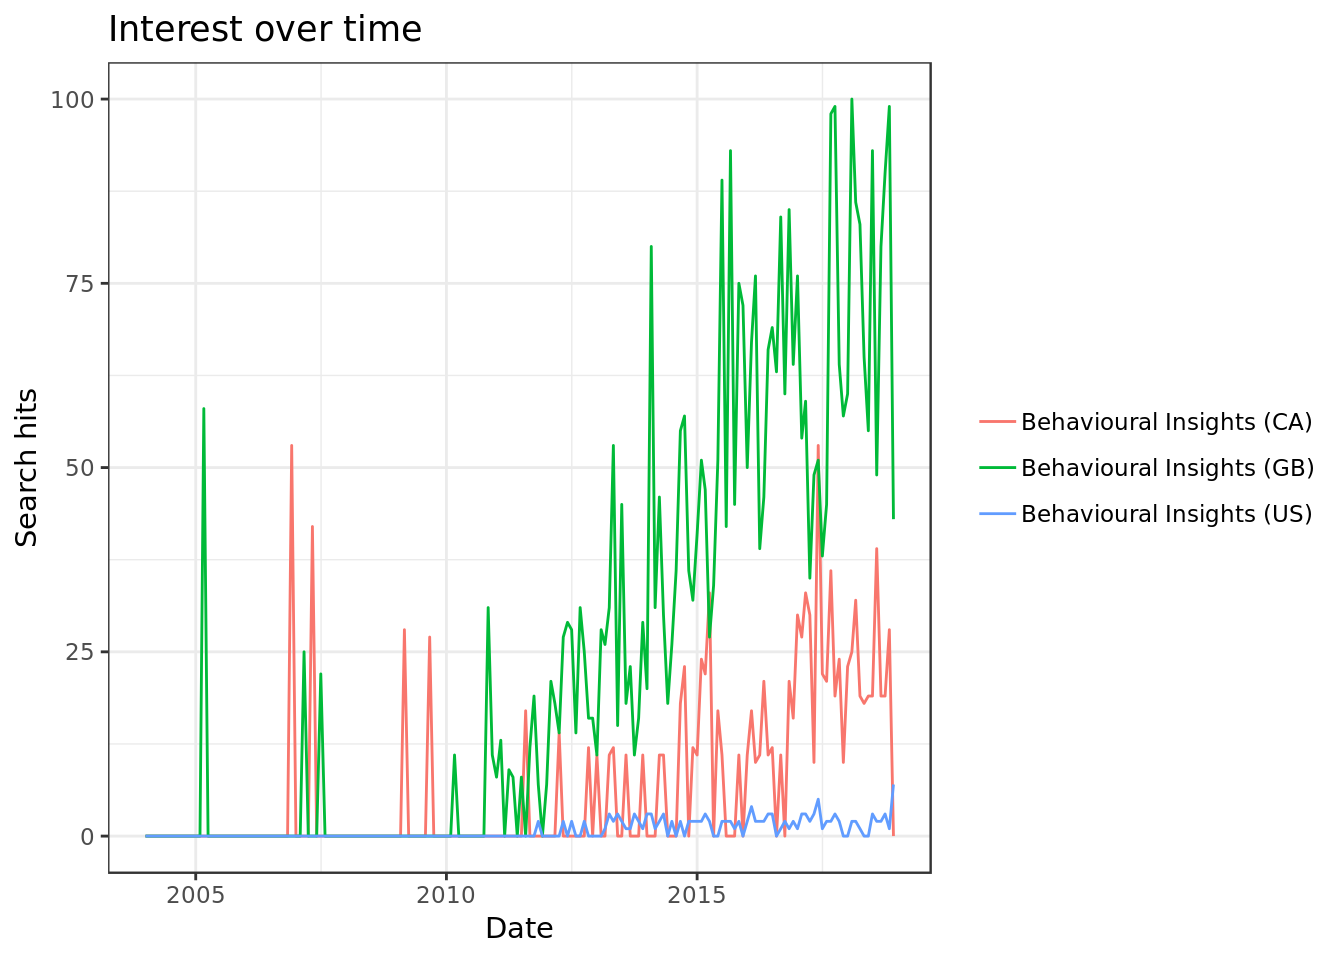 Interest over time
100
75
50
25
0
Search hits
2005
2010
2015
Date
Behavioural Insights (CA)
Behavioural Insights (GB)
Behavioural Insights (US)